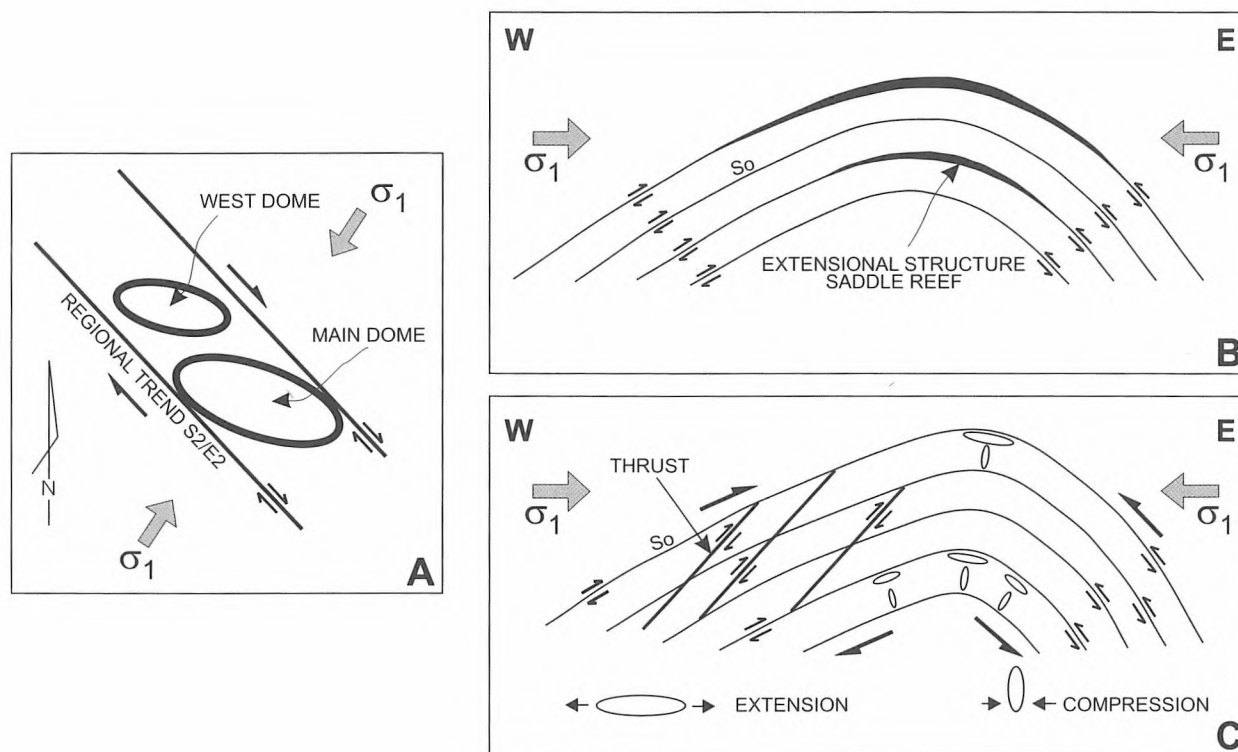 σ1
WEST DOME
MAIN DOME
REGIONAL TREND S2/E2
N
σ1
A
W
E
σ1
σ1
So
EXTENSIONAL STRUCTURE
SADDLE REEF
B
W
E
THRUST
σ1
σ1
So
EXTENSION
COMPRESSION
C